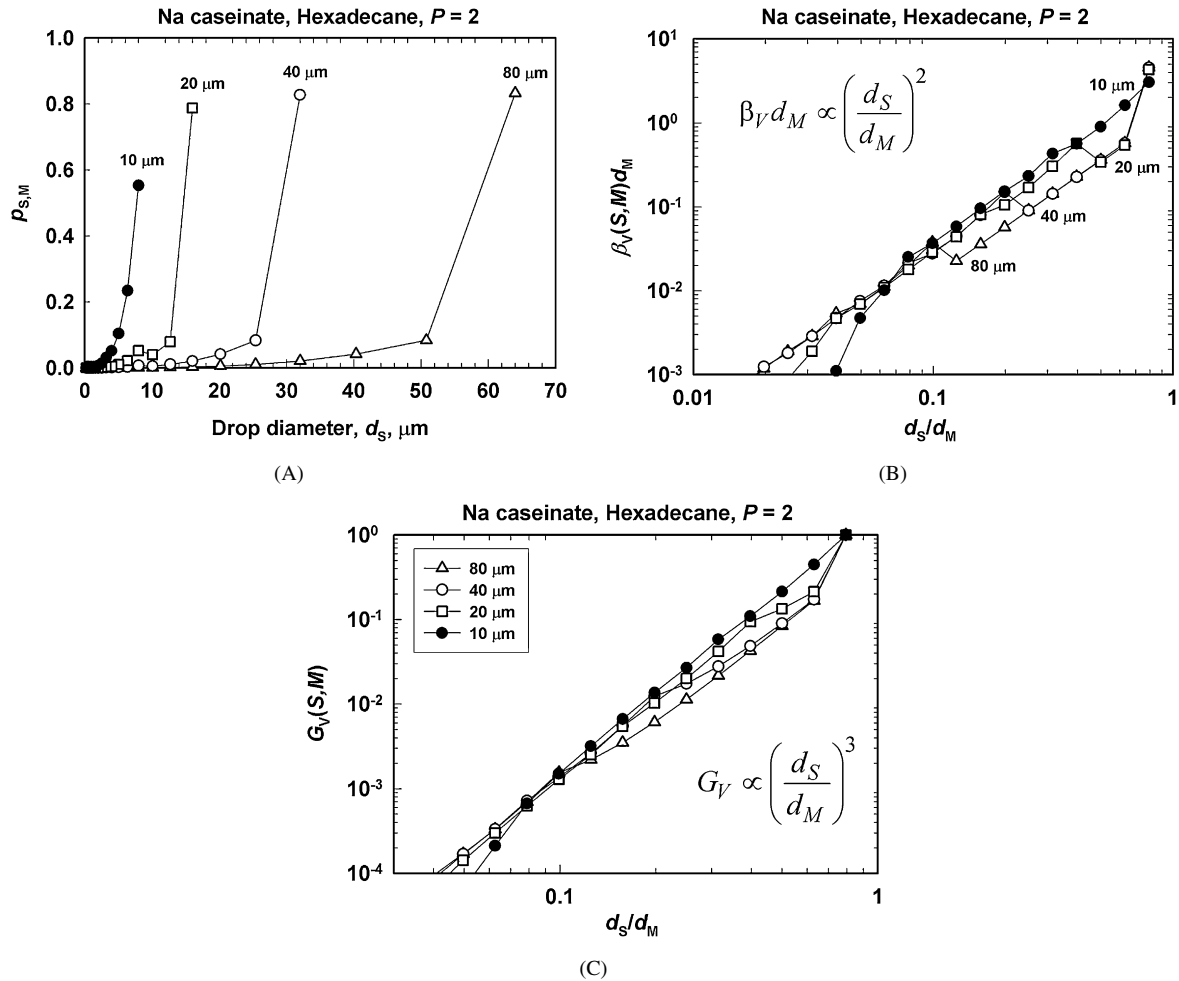 Na caseinate, Hexadecane, P = 2
1.0
0.8
0.6
0.4
0.2
0.0
p_S,M
10 μm
20 μm
40 μm
80 μm
0 10 20 30 40 50 60 70
Drop diameter, d_S, μm
(A)
Na caseinate, Hexadecane, P = 2
10^1
10^0
10^-1
10^-2
10^-3
β_V(S,M)d_M
β_V d_M ∝ (d_S/d_M)^2
10 μm
20 μm
40 μm
80 μm
0.01 0.1 1
d_S/d_M
(B)
Na caseinate, Hexadecane, P = 2
10^0
10^-1
10^-2
10^-3
10^-4
G_V(S,M)
80 μm
40 μm
20 μm
10 μm
G_V ∝ (d_S/d_M)^3
0.1 1
d_S/d_M
(C)